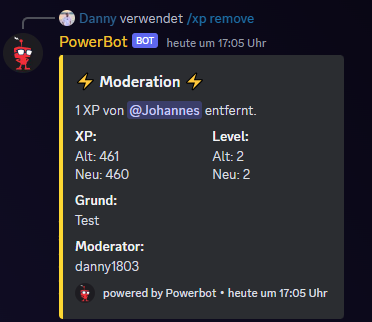 Danny verwendet /xp remove
PowerBot BOT heute um 17:05 Uhr
⚡ Moderation ⚡
1 XP von @Johannes entfernt.
XP: Level:
Alt: 461 Alt: 2
Neu: 460 Neu: 2
Grund:
Test
Moderator:
danny1803
powered by Powerbot • heute um 17:05 Uhr